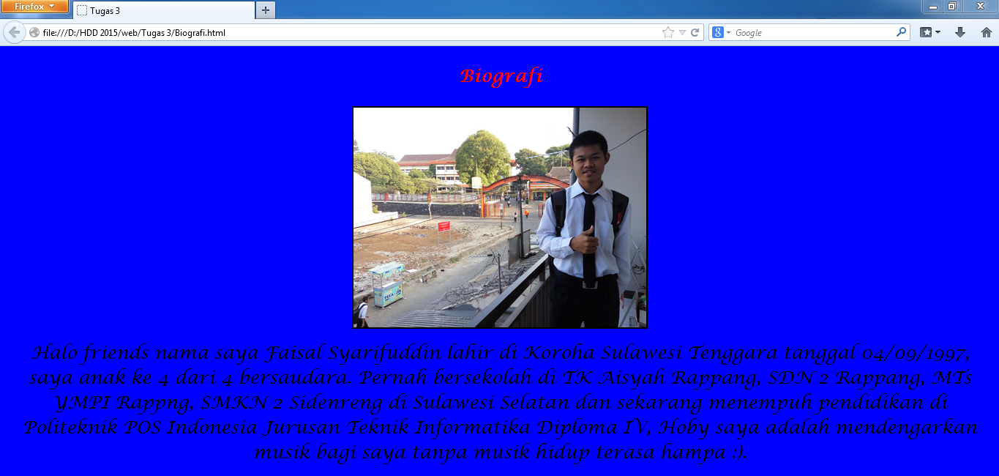 Firefox
Tugas 3
file:///D:/HDD 2015/web/Tugas 3/Biografi.html
Google
Biografi
Halo friends nama saya Faisal Syarifuddin lahir di Koroha Sulawesi Tenggara tanggal 04/09/1997,
saya anak ke 4 dari 4 bersaudara. Pernah bersekolah di TK Aisyah Rappang, SDN 2 Rappang, MTs
YMPI Rappng, SMKN 2 Sidenreng di Sulawesi Selatan dan sekarang menempuh pendidikan di
Politeknik POS Indonesia Jurusan Teknik Informatika Diploma IV, Hoby saya adalah mendengarkan
musik bagi saya tanpa musik hidup terasa hampa :).